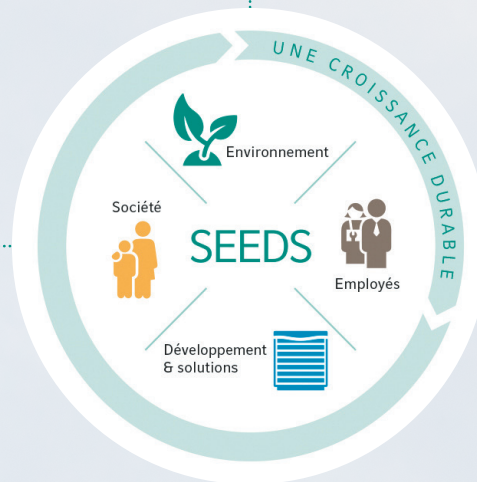 UNE CROISSANCE DURABLE
Environnement
Société
SEEDS
Employés
Développement
& solutions